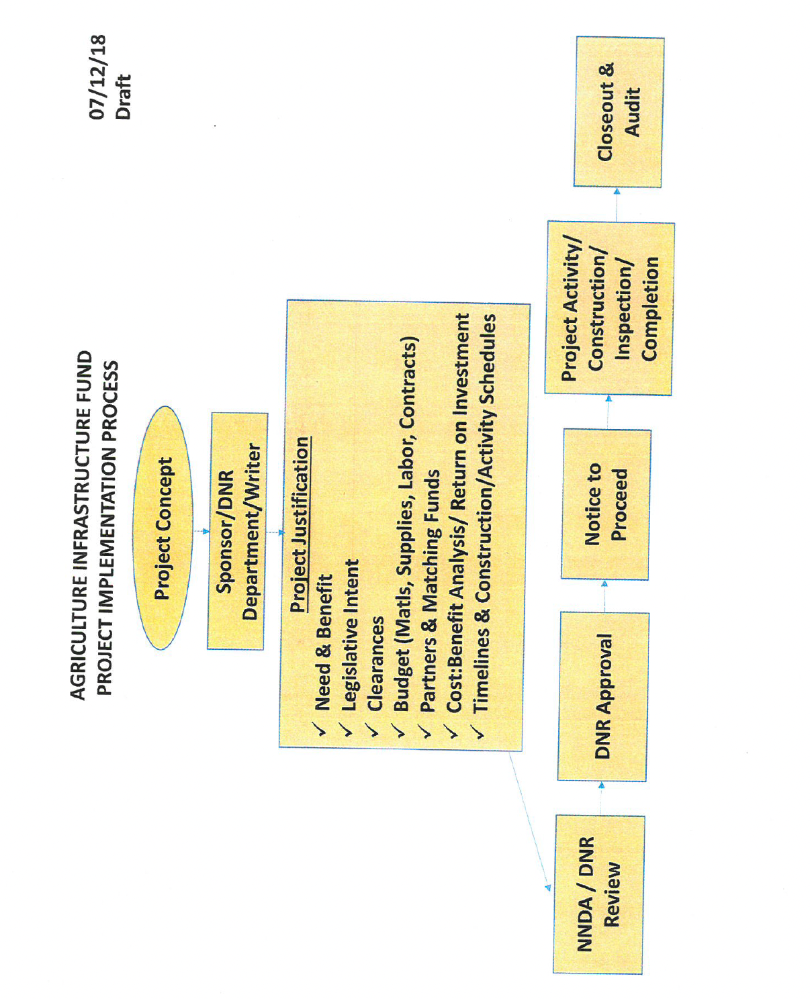 07/12/18
Draft
AGRICULTURE INFRASTRUCTURE FUND
PROJECT IMPLEMENTATION PROCESS
Project Concept
Sponsor/DNR
Department/Writer
Project Justification
✓ Need & Benefit
✓ Legislative Intent
✓ Clearances
✓ Budget (Matls, Supplies, Labor, Contracts)
✓ Partners & Matching Funds
✓ Cost:Benefit Analysis/ Return on Investment
✓ Timelines & Construction/Activity Schedules
NNDA / DNR
Review
DNR Approval
Notice to
Proceed
Project Activity/
Construction/
Inspection/
Completion
Closeout &
Audit